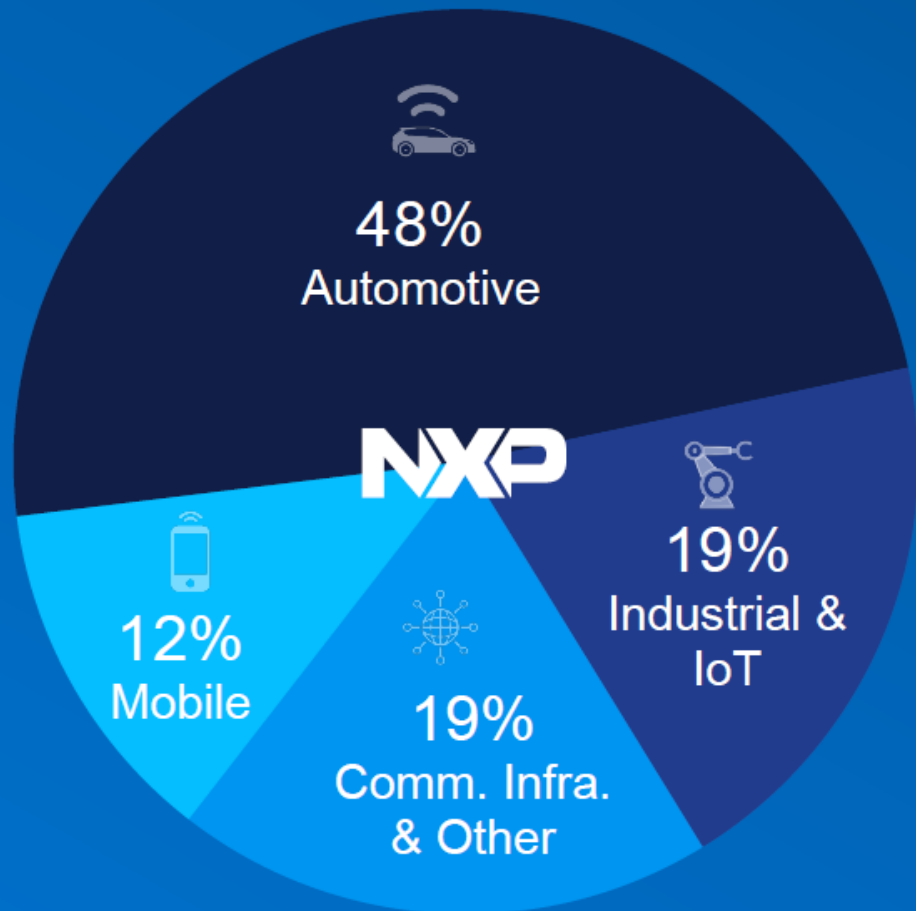 48%
Automotive
NXP
19%
Industrial &
IoT
12%
Mobile
19%
Comm. Infra.
& Other